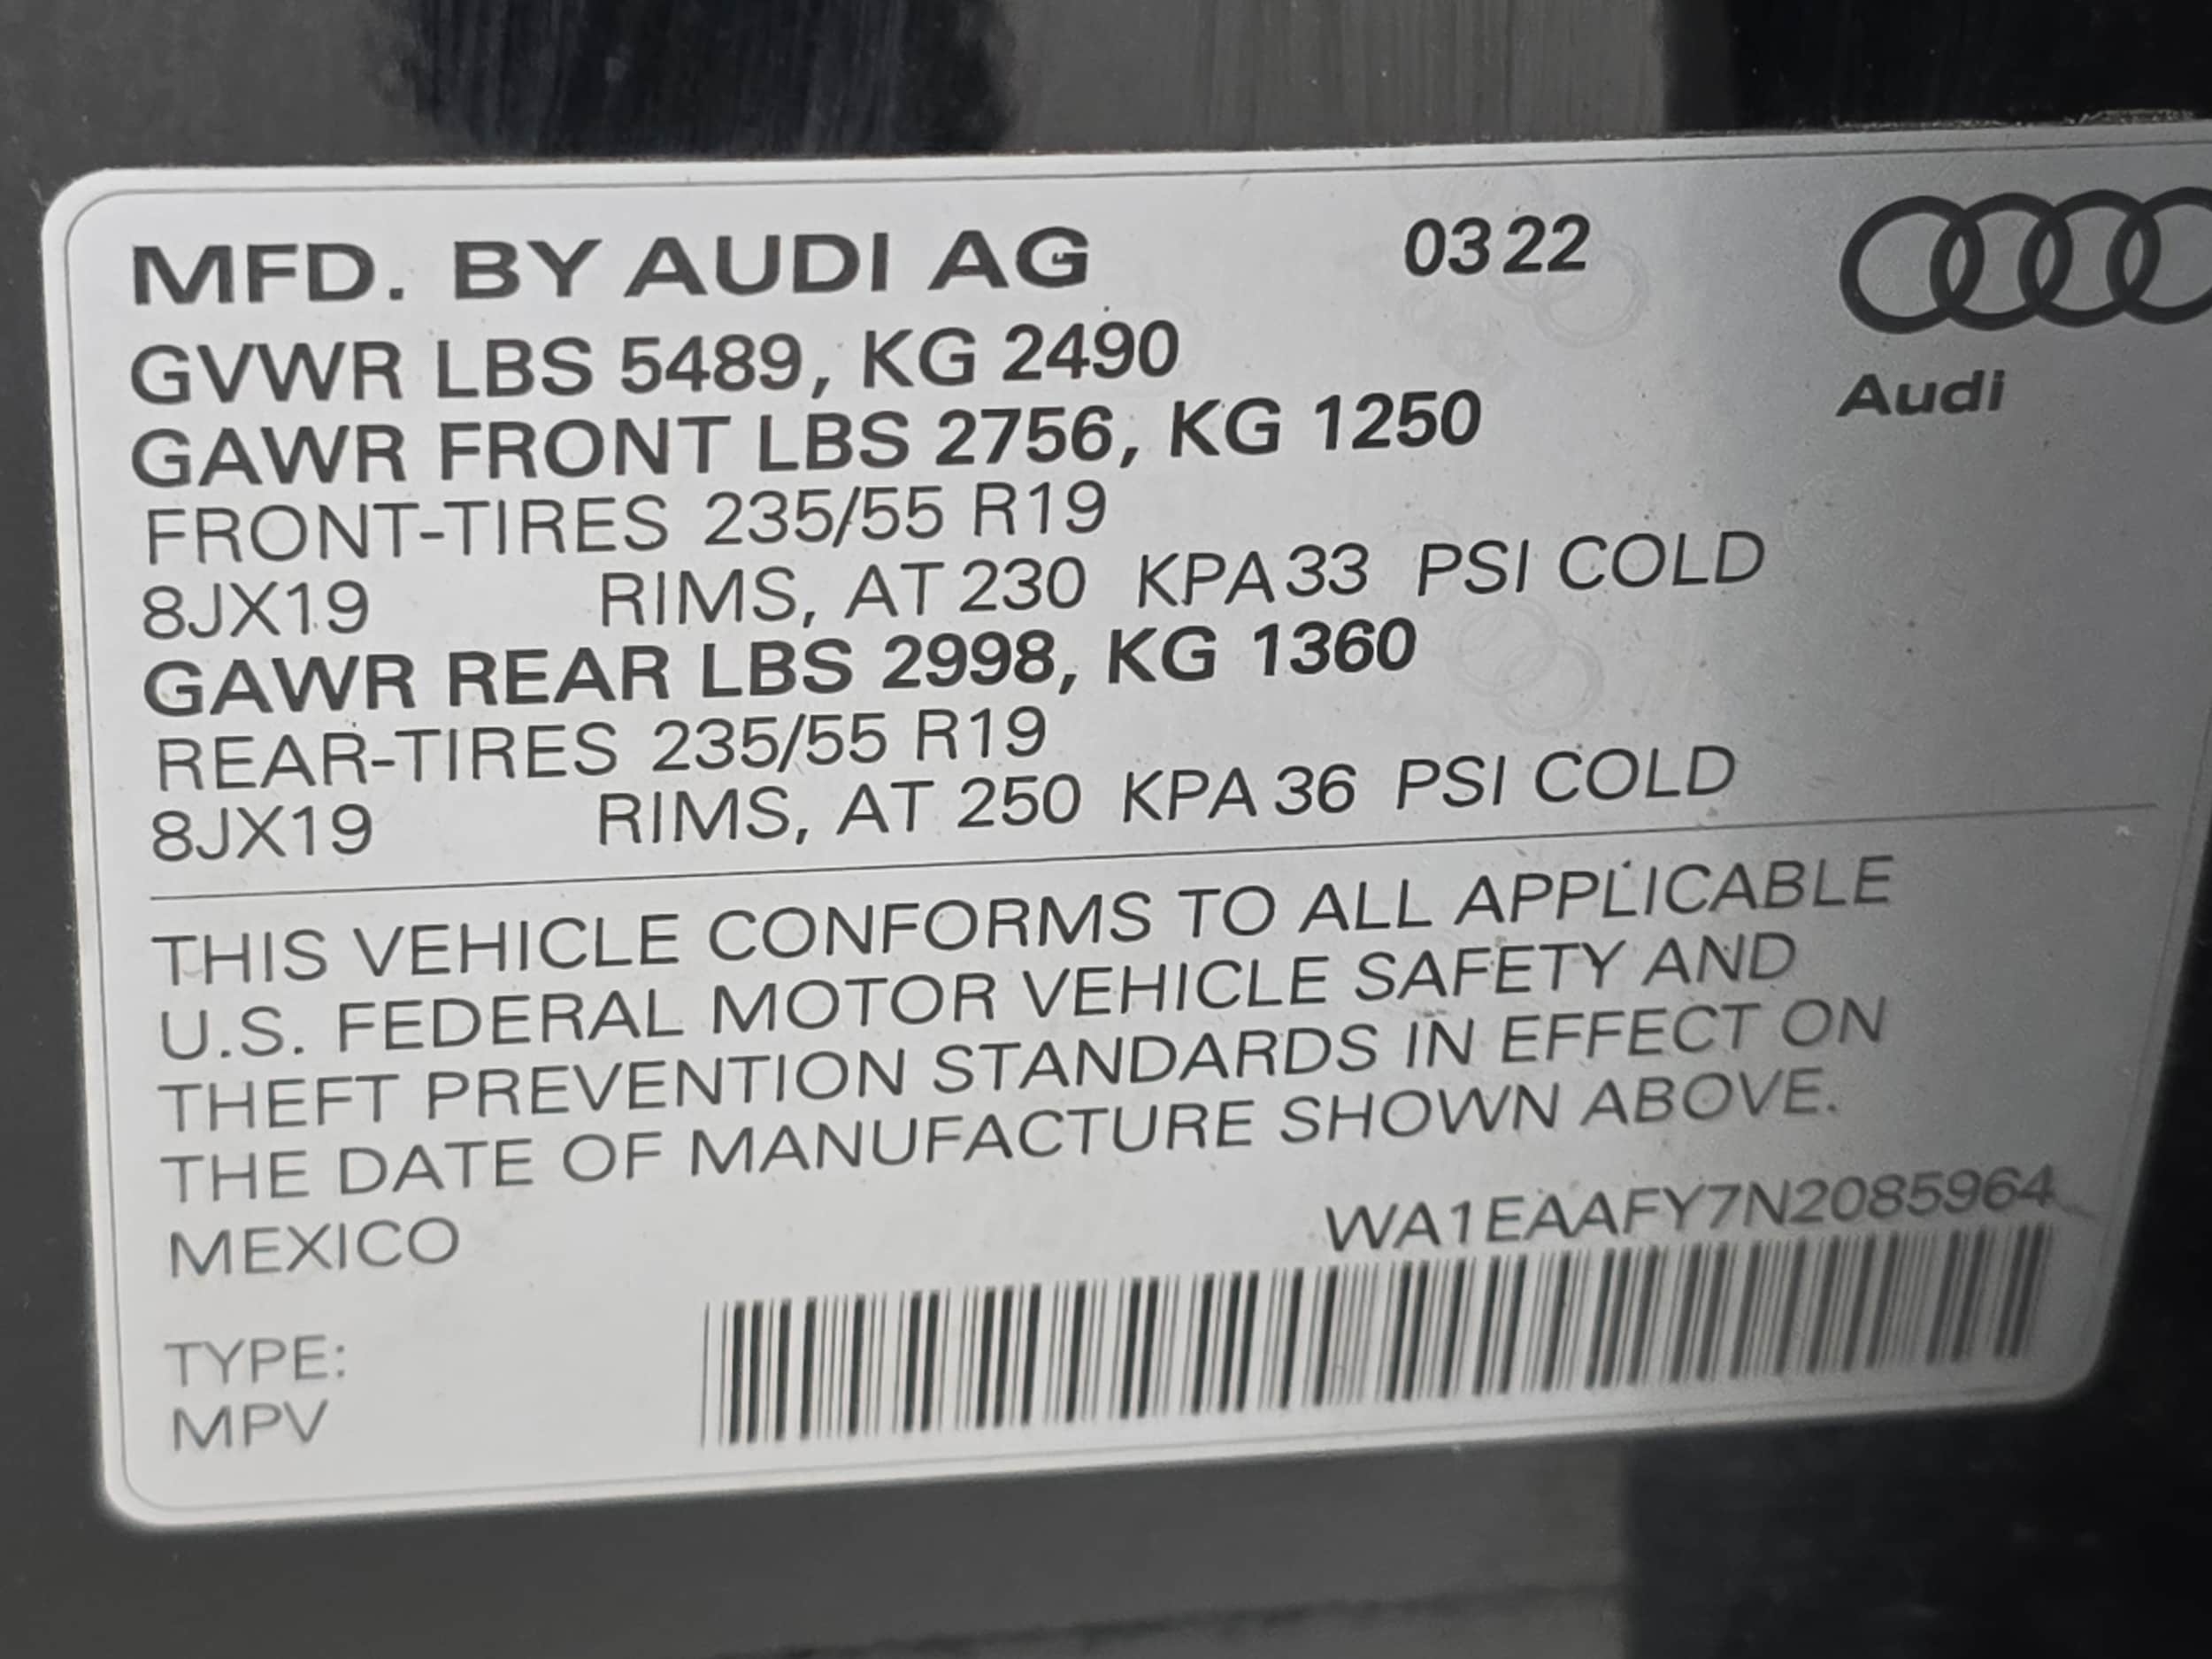 MFD. BY AUDI AG 03 22
Audi
GVWR LBS 5489, KG 2490
GAWR FRONT LBS 2756, KG 1250
FRONT-TIRES 235/55 R19
8JX19 RIMS, AT 230 KPA 33 PSI COLD
GAWR REAR LBS 2998, KG 1360
REAR-TIRES 235/55 R19
8JX19 RIMS, AT 250 KPA 36 PSI COLD
THIS VEHICLE CONFORMS TO ALL APPLICABLE
U.S. FEDERAL MOTOR VEHICLE SAFETY AND
THEFT PREVENTION STANDARDS IN EFFECT ON
THE DATE OF MANUFACTURE SHOWN ABOVE.
MEXICO WA1EAAFY7N2085964
TYPE:
MPV